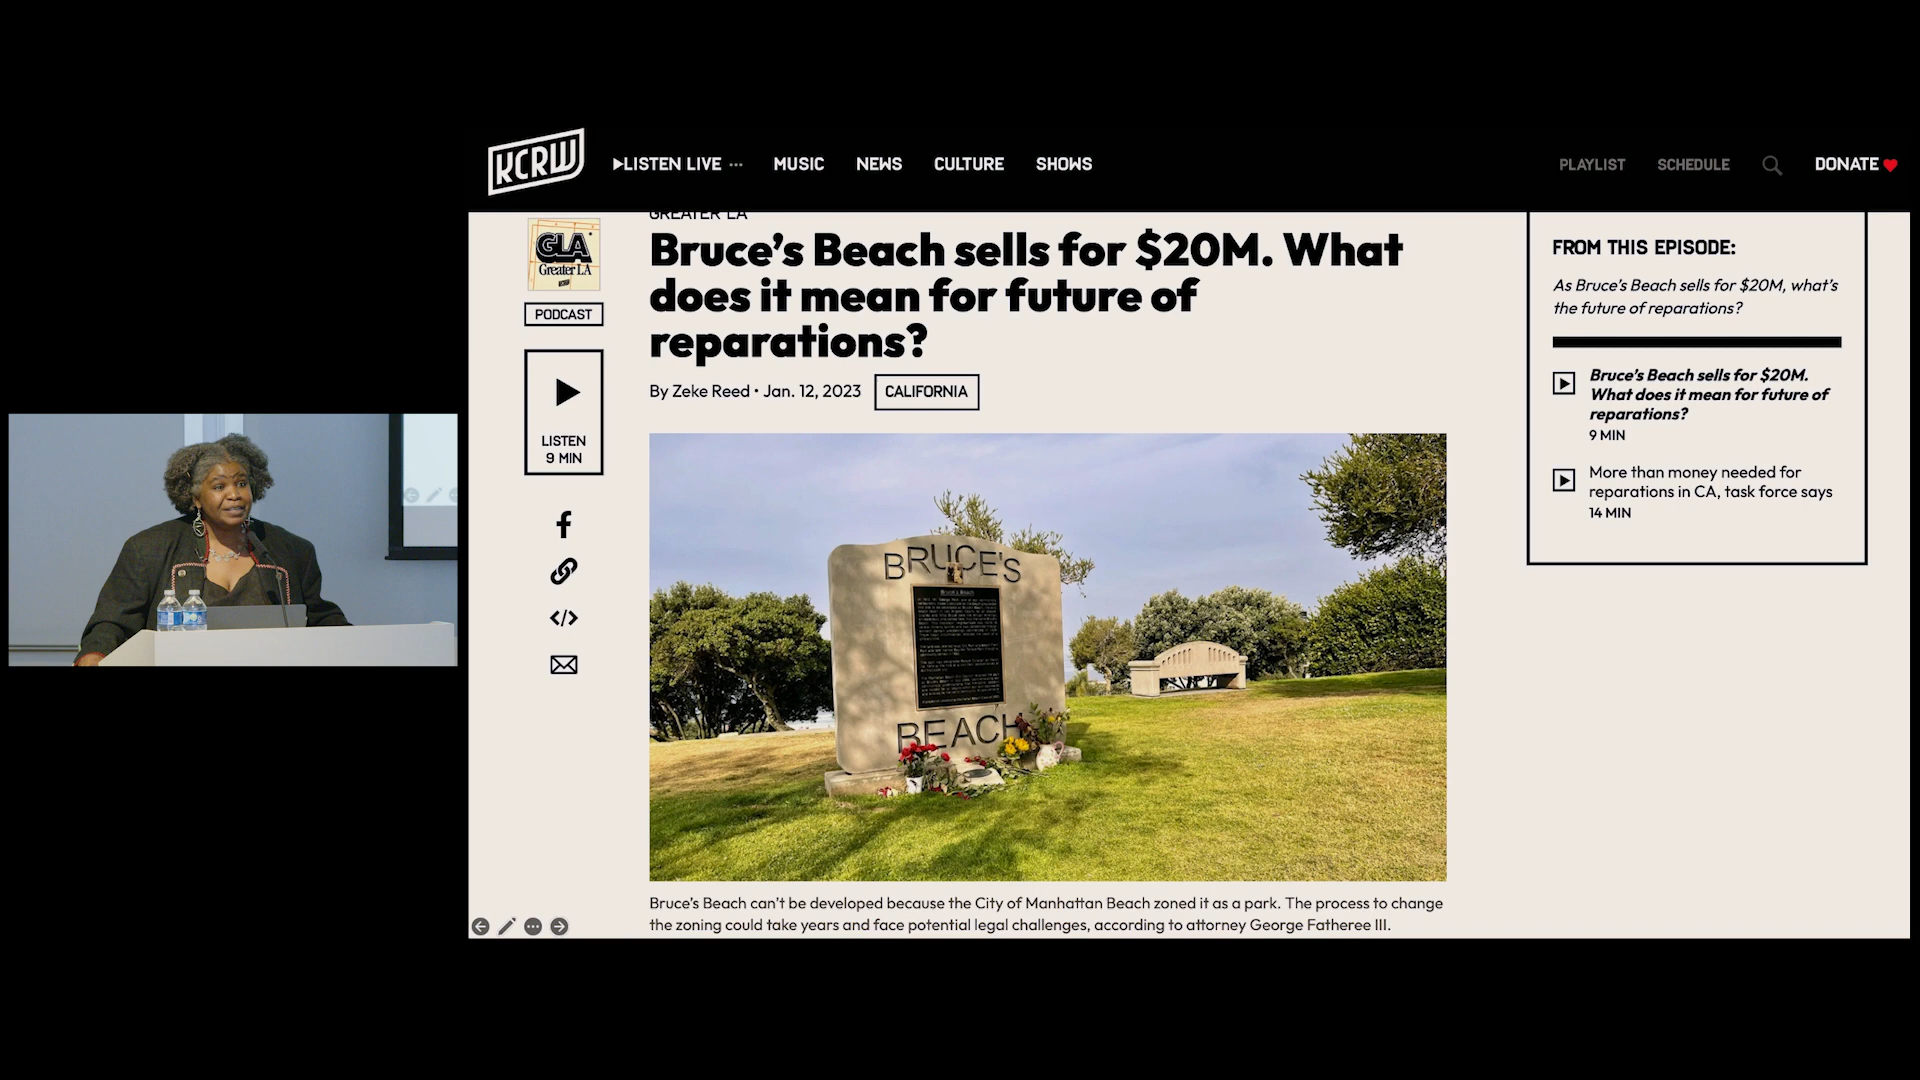 KCRW
LISTEN LIVE ···
MUSIC
NEWS
CULTURE
SHOWS
PLAYLIST
SCHEDULE
DONATE
GREATER LA
GLA
Greater LA
KCRW
PODCAST
LISTEN
9 MIN
Bruce’s Beach sells for $20M. What
does it mean for future of
reparations?
By Zeke Reed • Jan. 12, 2023
CALIFORNIA
BRUCE'S
Bruce's Beach
BEACH
Bruce’s Beach can’t be developed because the City of Manhattan Beach zoned it as a park. The process to change
the zoning could take years and face potential legal challenges, according to attorney George Fatheree III.
FROM THIS EPISODE:
As Bruce’s Beach sells for $20M, what’s
the future of reparations?
Bruce’s Beach sells for $20M.
What does it mean for future of
reparations?
9 MIN
More than money needed for
reparations in CA, task force says
14 MIN